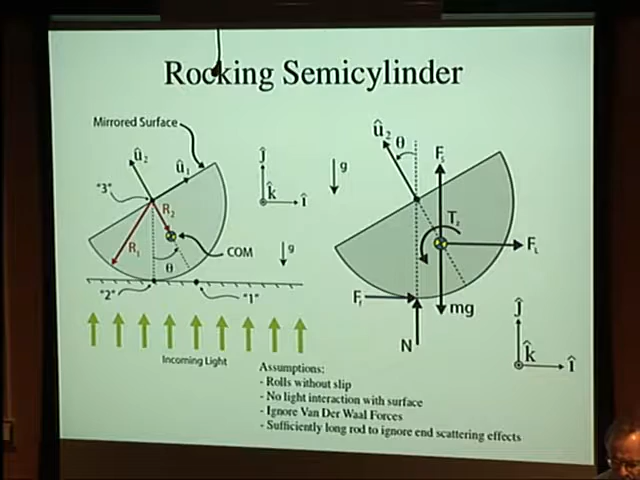 Rocking Semicylinder
Mirrored Surface
û₂
û₁
"3"
R₂
R₁
COM
θ
"2"
"1"
Ĵ
k̂
î
g
g
Incoming Light
û₂
θ
Fₛ
T₂
F_L
F_f
mg
N
Ĵ
k̂
î
Assumptions:
- Rolls without slip
- No light interaction with surface
- Ignore Van Der Waal Forces
- Sufficiently long rod to ignore end scattering effects